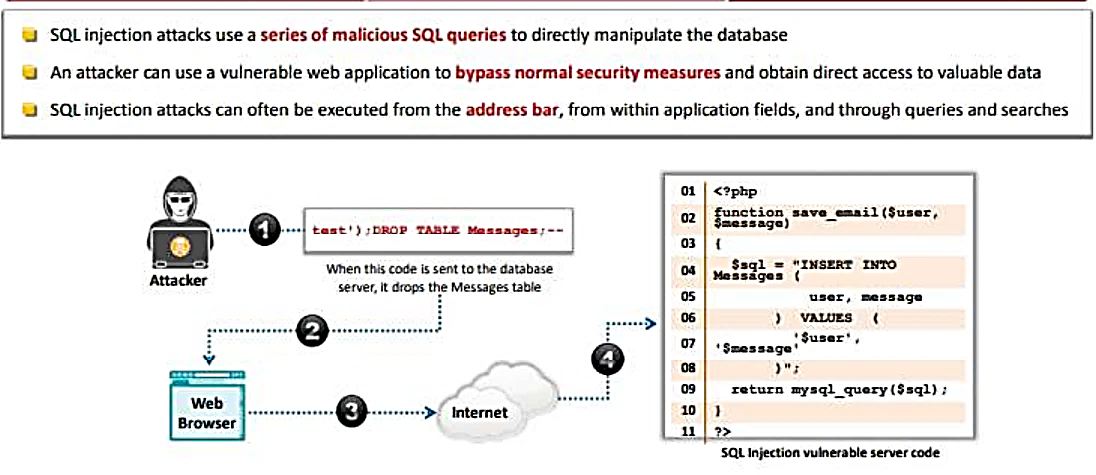 SQL injection attacks use a series of malicious SQL queries to directly manipulate the database
An attacker can use a vulnerable web application to bypass normal security measures and obtain direct access to valuable data
SQL injection attacks can often be executed from the address bar, from within application fields, and through queries and searches
Attacker
1
test');DROP TABLE Messages;--
When this code is sent to the database
server, it drops the Messages table
2
Web
Browser
3
Internet
4
01 <?php
02 function save_email($user,
$message)
03 {
04 $sql = "INSERT INTO
Messages (
05 user, message
06 ) VALUES (
07 '$user',
'$message'
08 )";
09 return mysql_query($sql);
10 }
11 ?>
SQL Injection vulnerable server code